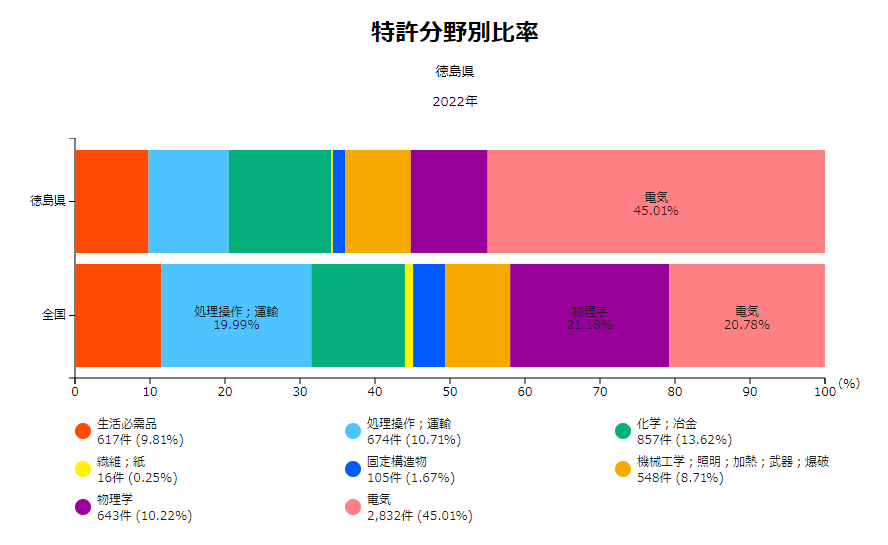 特許分野別比率
徳島県
2022年
徳島県
電気
45.01%
全国
処理操作；運輸
19.99%
物理学
21.18%
電気
20.78%
0 10 20 30 40 50 60 70 80 90 100 (%)
生活必需品
617件 (9.81%)
処理操作；運輸
674件 (10.71%)
化学；冶金
857件 (13.62%)
繊維；紙
16件 (0.25%)
固定構造物
105件 (1.67%)
機械工学；照明；加熱；武器；爆破
548件 (8.71%)
物理学
643件 (10.22%)
電気
2,832件 (45.01%)